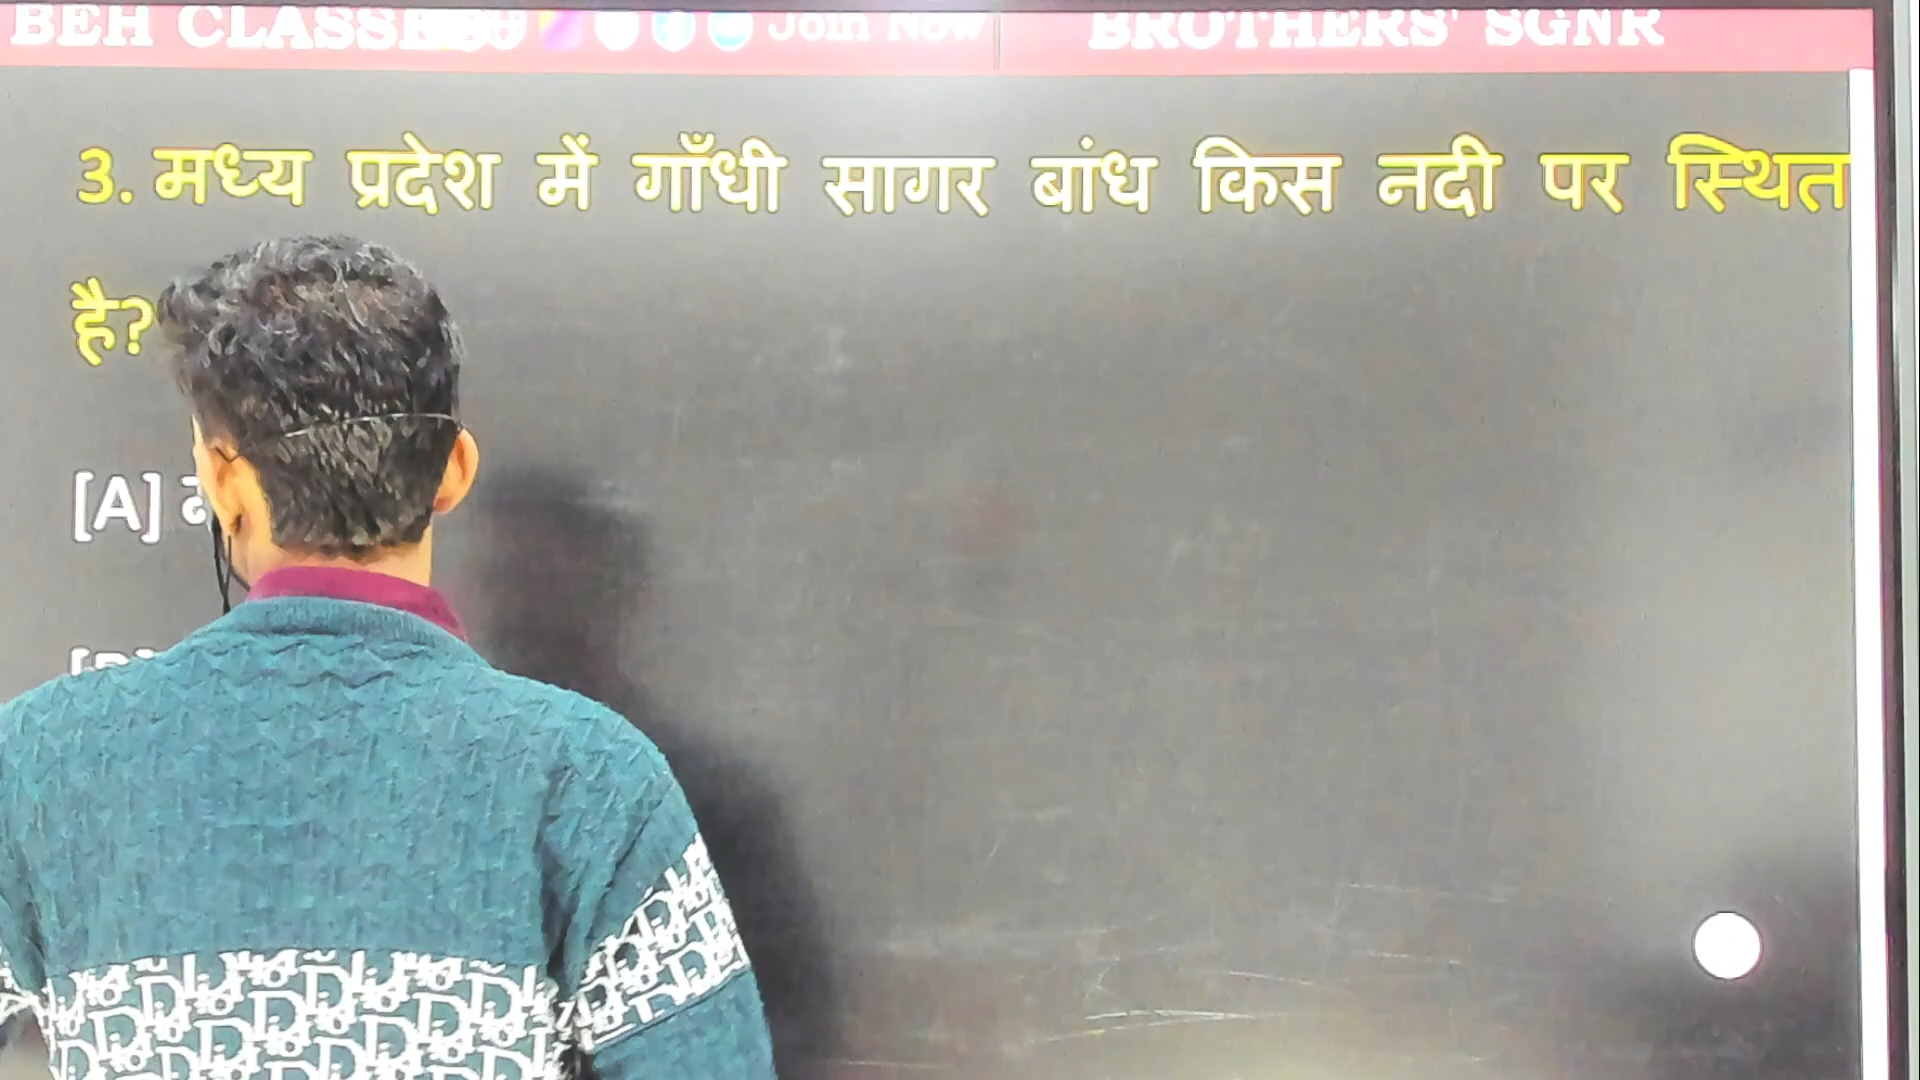 BEH CLASSES Join Now BROTHERS' SGNR
3. मध्य प्रदेश में गाँधी सागर बांध किस नदी पर स्थित
है?
[A]